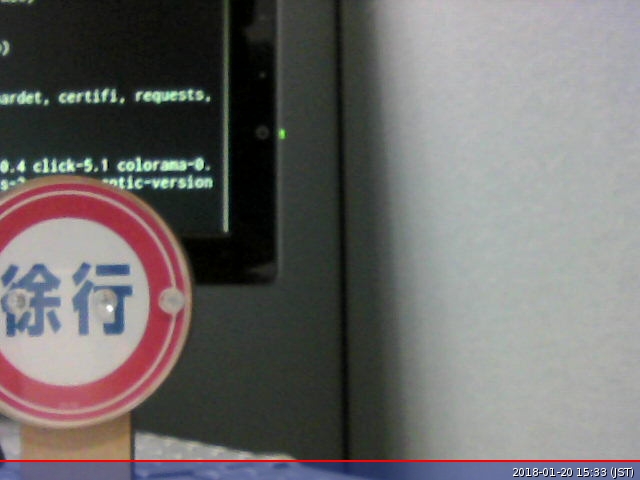 )
ardet, certifi, requests,
0.4 click-5.1 colorama-0.
ntic-version
徐行
2018-01-20 15:33 (JST)